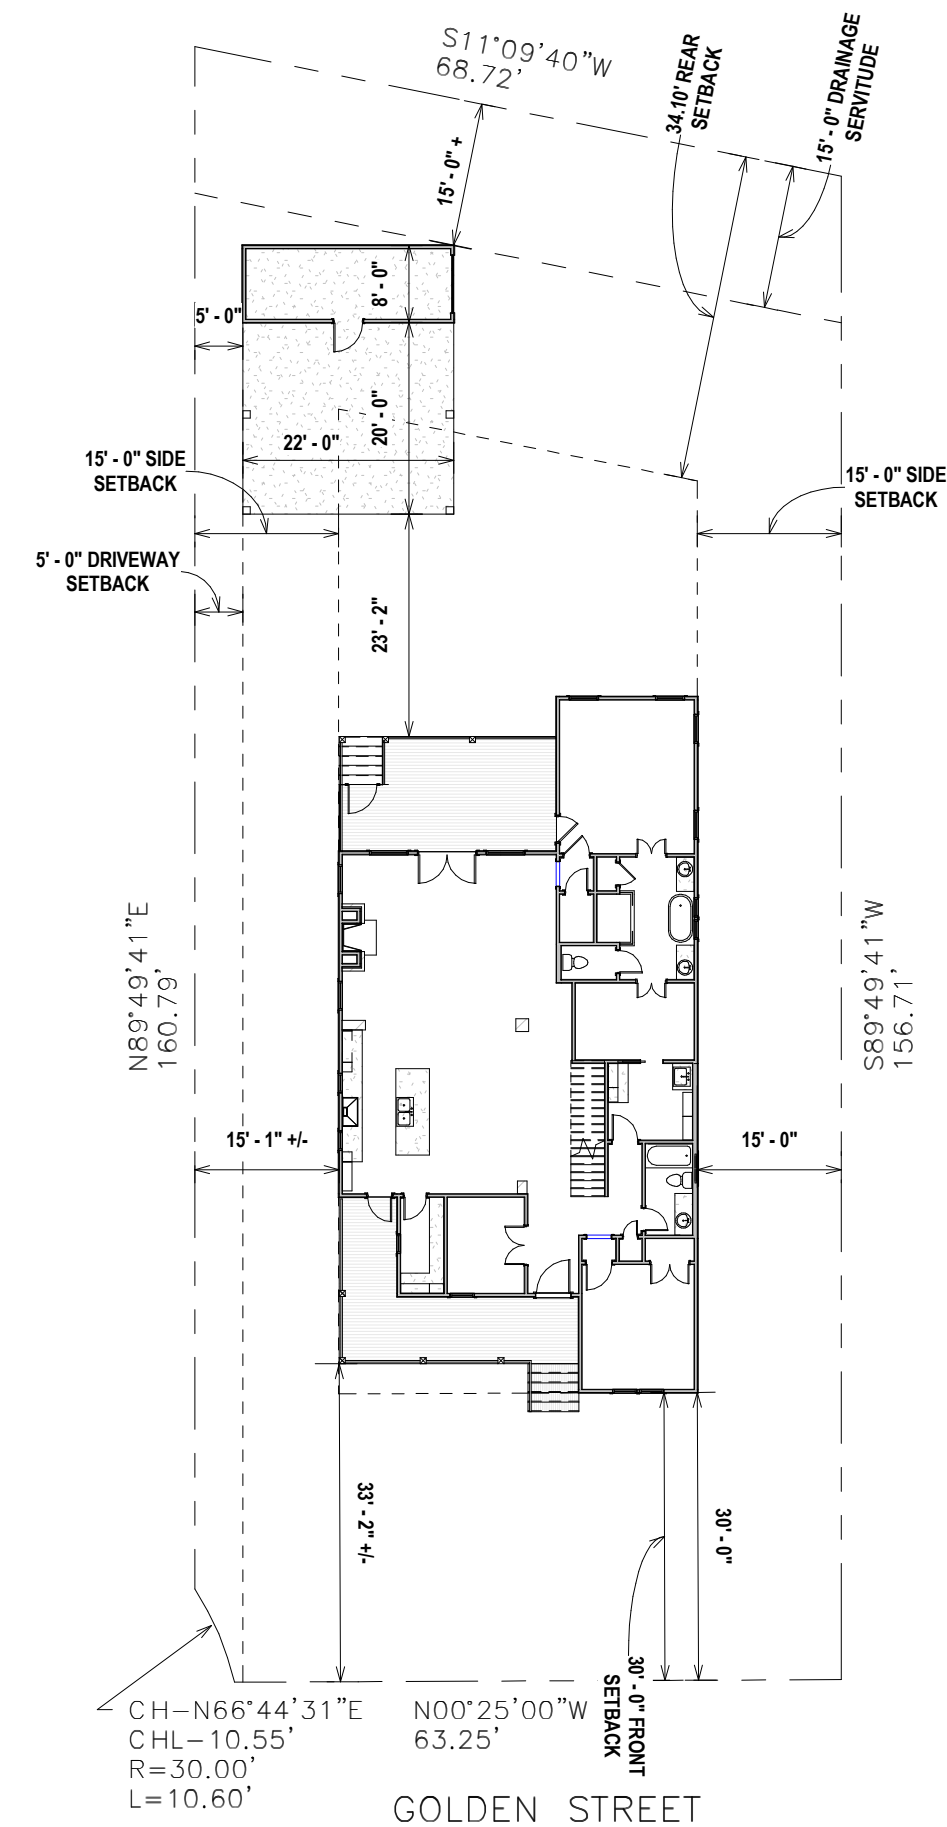 S11°09'40"W
68.72'
34.10' REAR
SETBACK
15' - 0" DRAINAGE
SERVITUDE
15' - 0" +
8' - 0"
5' - 0"
20' - 0"
22' - 0"
15' - 0" SIDE
SETBACK
15' - 0" SIDE
SETBACK
5' - 0" DRIVEWAY
SETBACK
23' - 2"
N89°49'41"E
160.79'
S89°49'41"W
156.71'
15' - 1" +/-
15' - 0"
33' - 2" +/-
30' - 0"
30' - 0" FRONT
SETBACK
CH-N66°44'31"E
CHL-10.55'
R=30.00'
L=10.60'
N00°25'00"W
63.25'
GOLDEN STREET